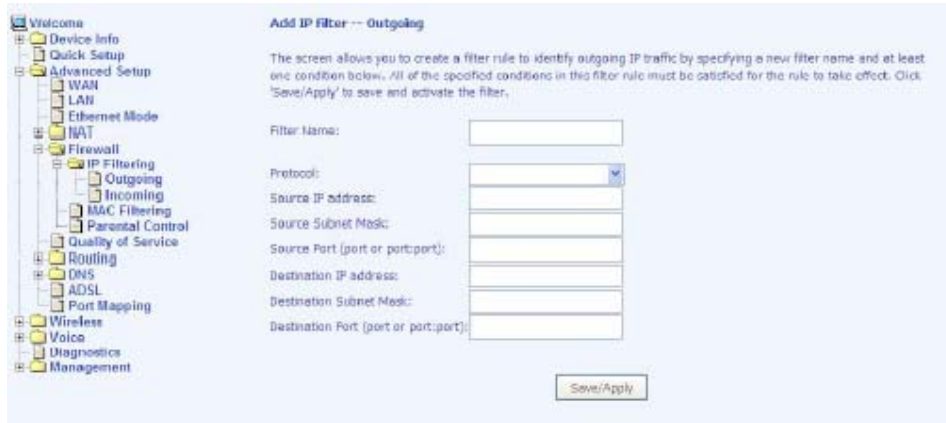 Welcome
Device Info
Quick Setup
Advanced Setup
WAN
LAN
Ethernet Mode
NAT
Firewall
IP Filtering
Outgoing
Incoming
MAC Filtering
Parental Control
Quality of Service
Routing
DNS
ADSL
Port Mapping
Wireless
Voice
Diagnostics
Management
Add IP Filter -- Outgoing
The screen allows you to create a filter rule to identify outgoing IP traffic by specifying a new filter name and at least
one condition below. All of the specified conditions in this filter rule must be satisfied for the rule to take effect. Click
'Save/Apply' to save and activate the filter.
Filter Name:
Protocol:
Source IP address:
Source Subnet Mask:
Source Port (port or port:port):
Destination IP address:
Destination Subnet Mask:
Destination Port (port or port:port):
Save/Apply